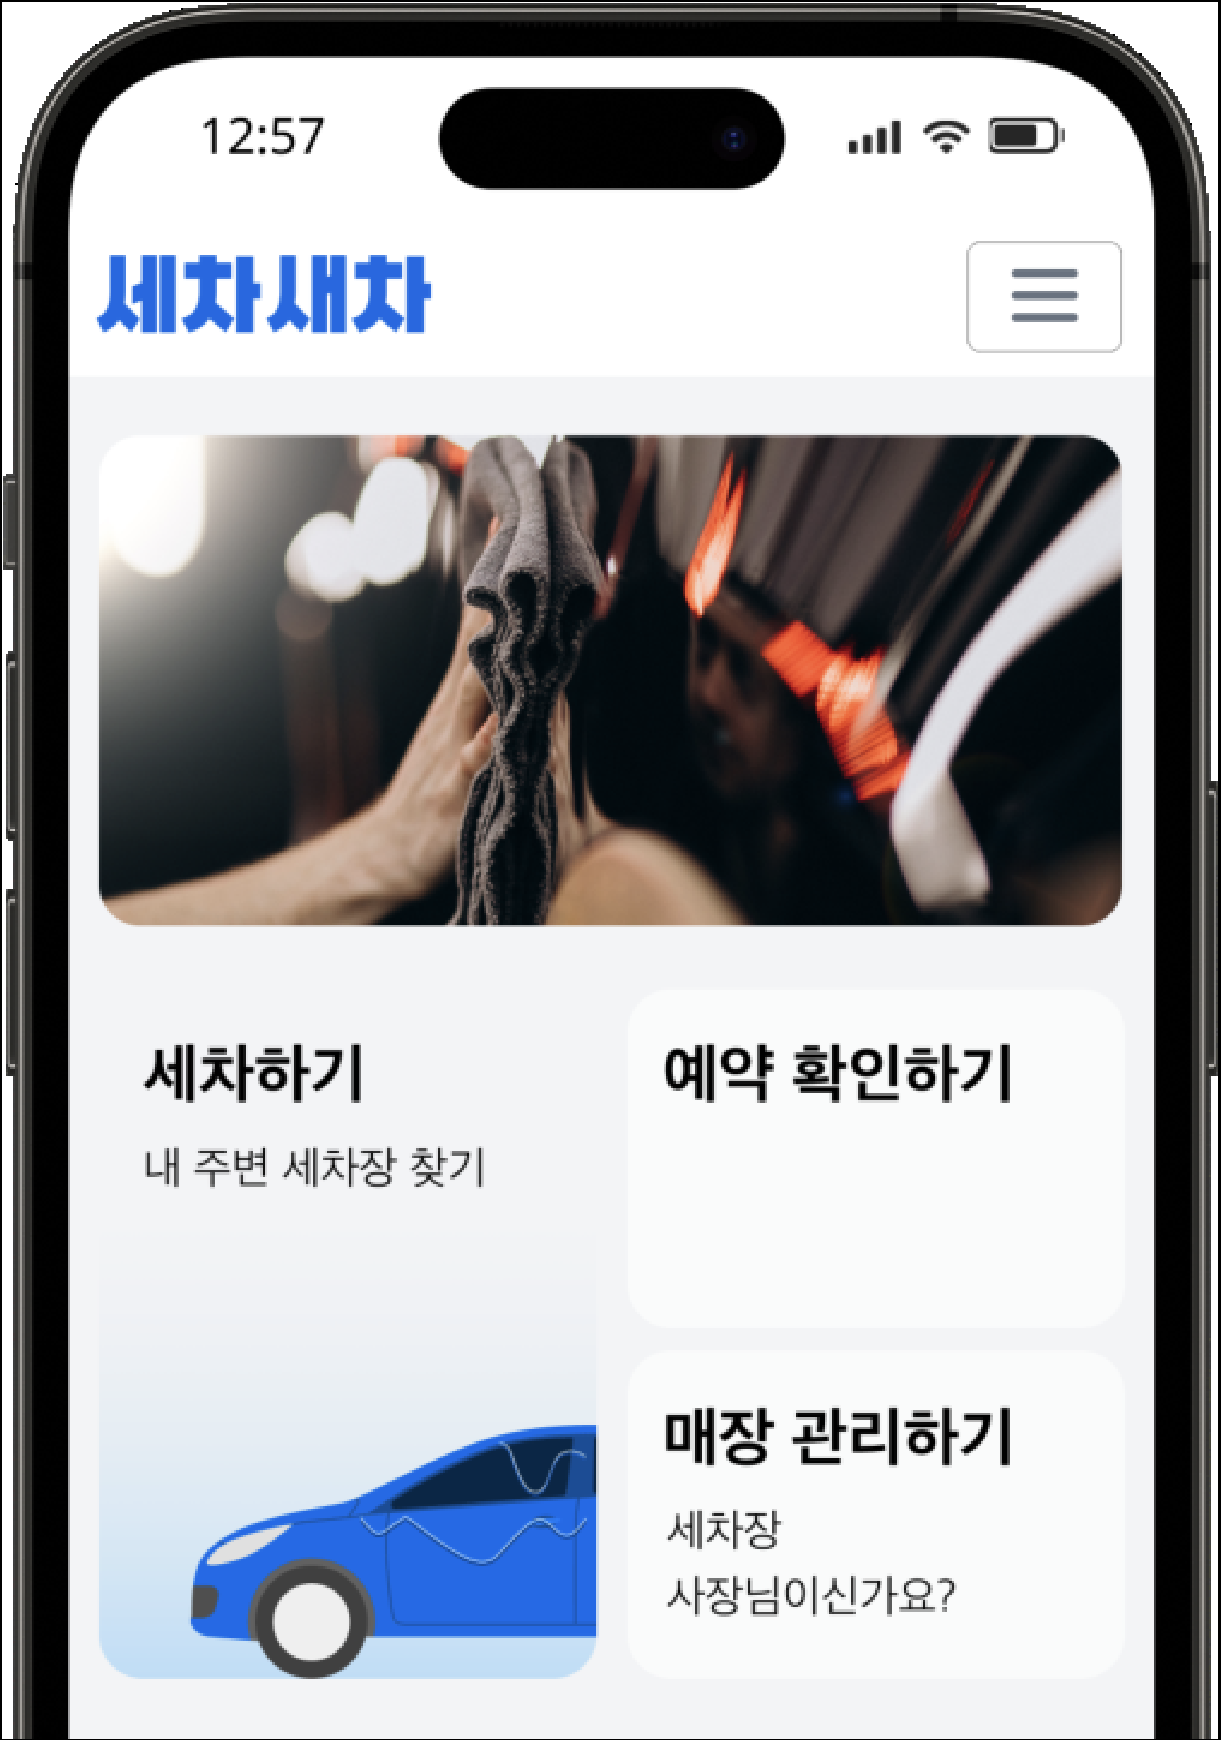 12:57
세차새차
세차하기
내 주변 세차장 찾기
예약 확인하기
매장 관리하기
세차장
사장님이신가요?